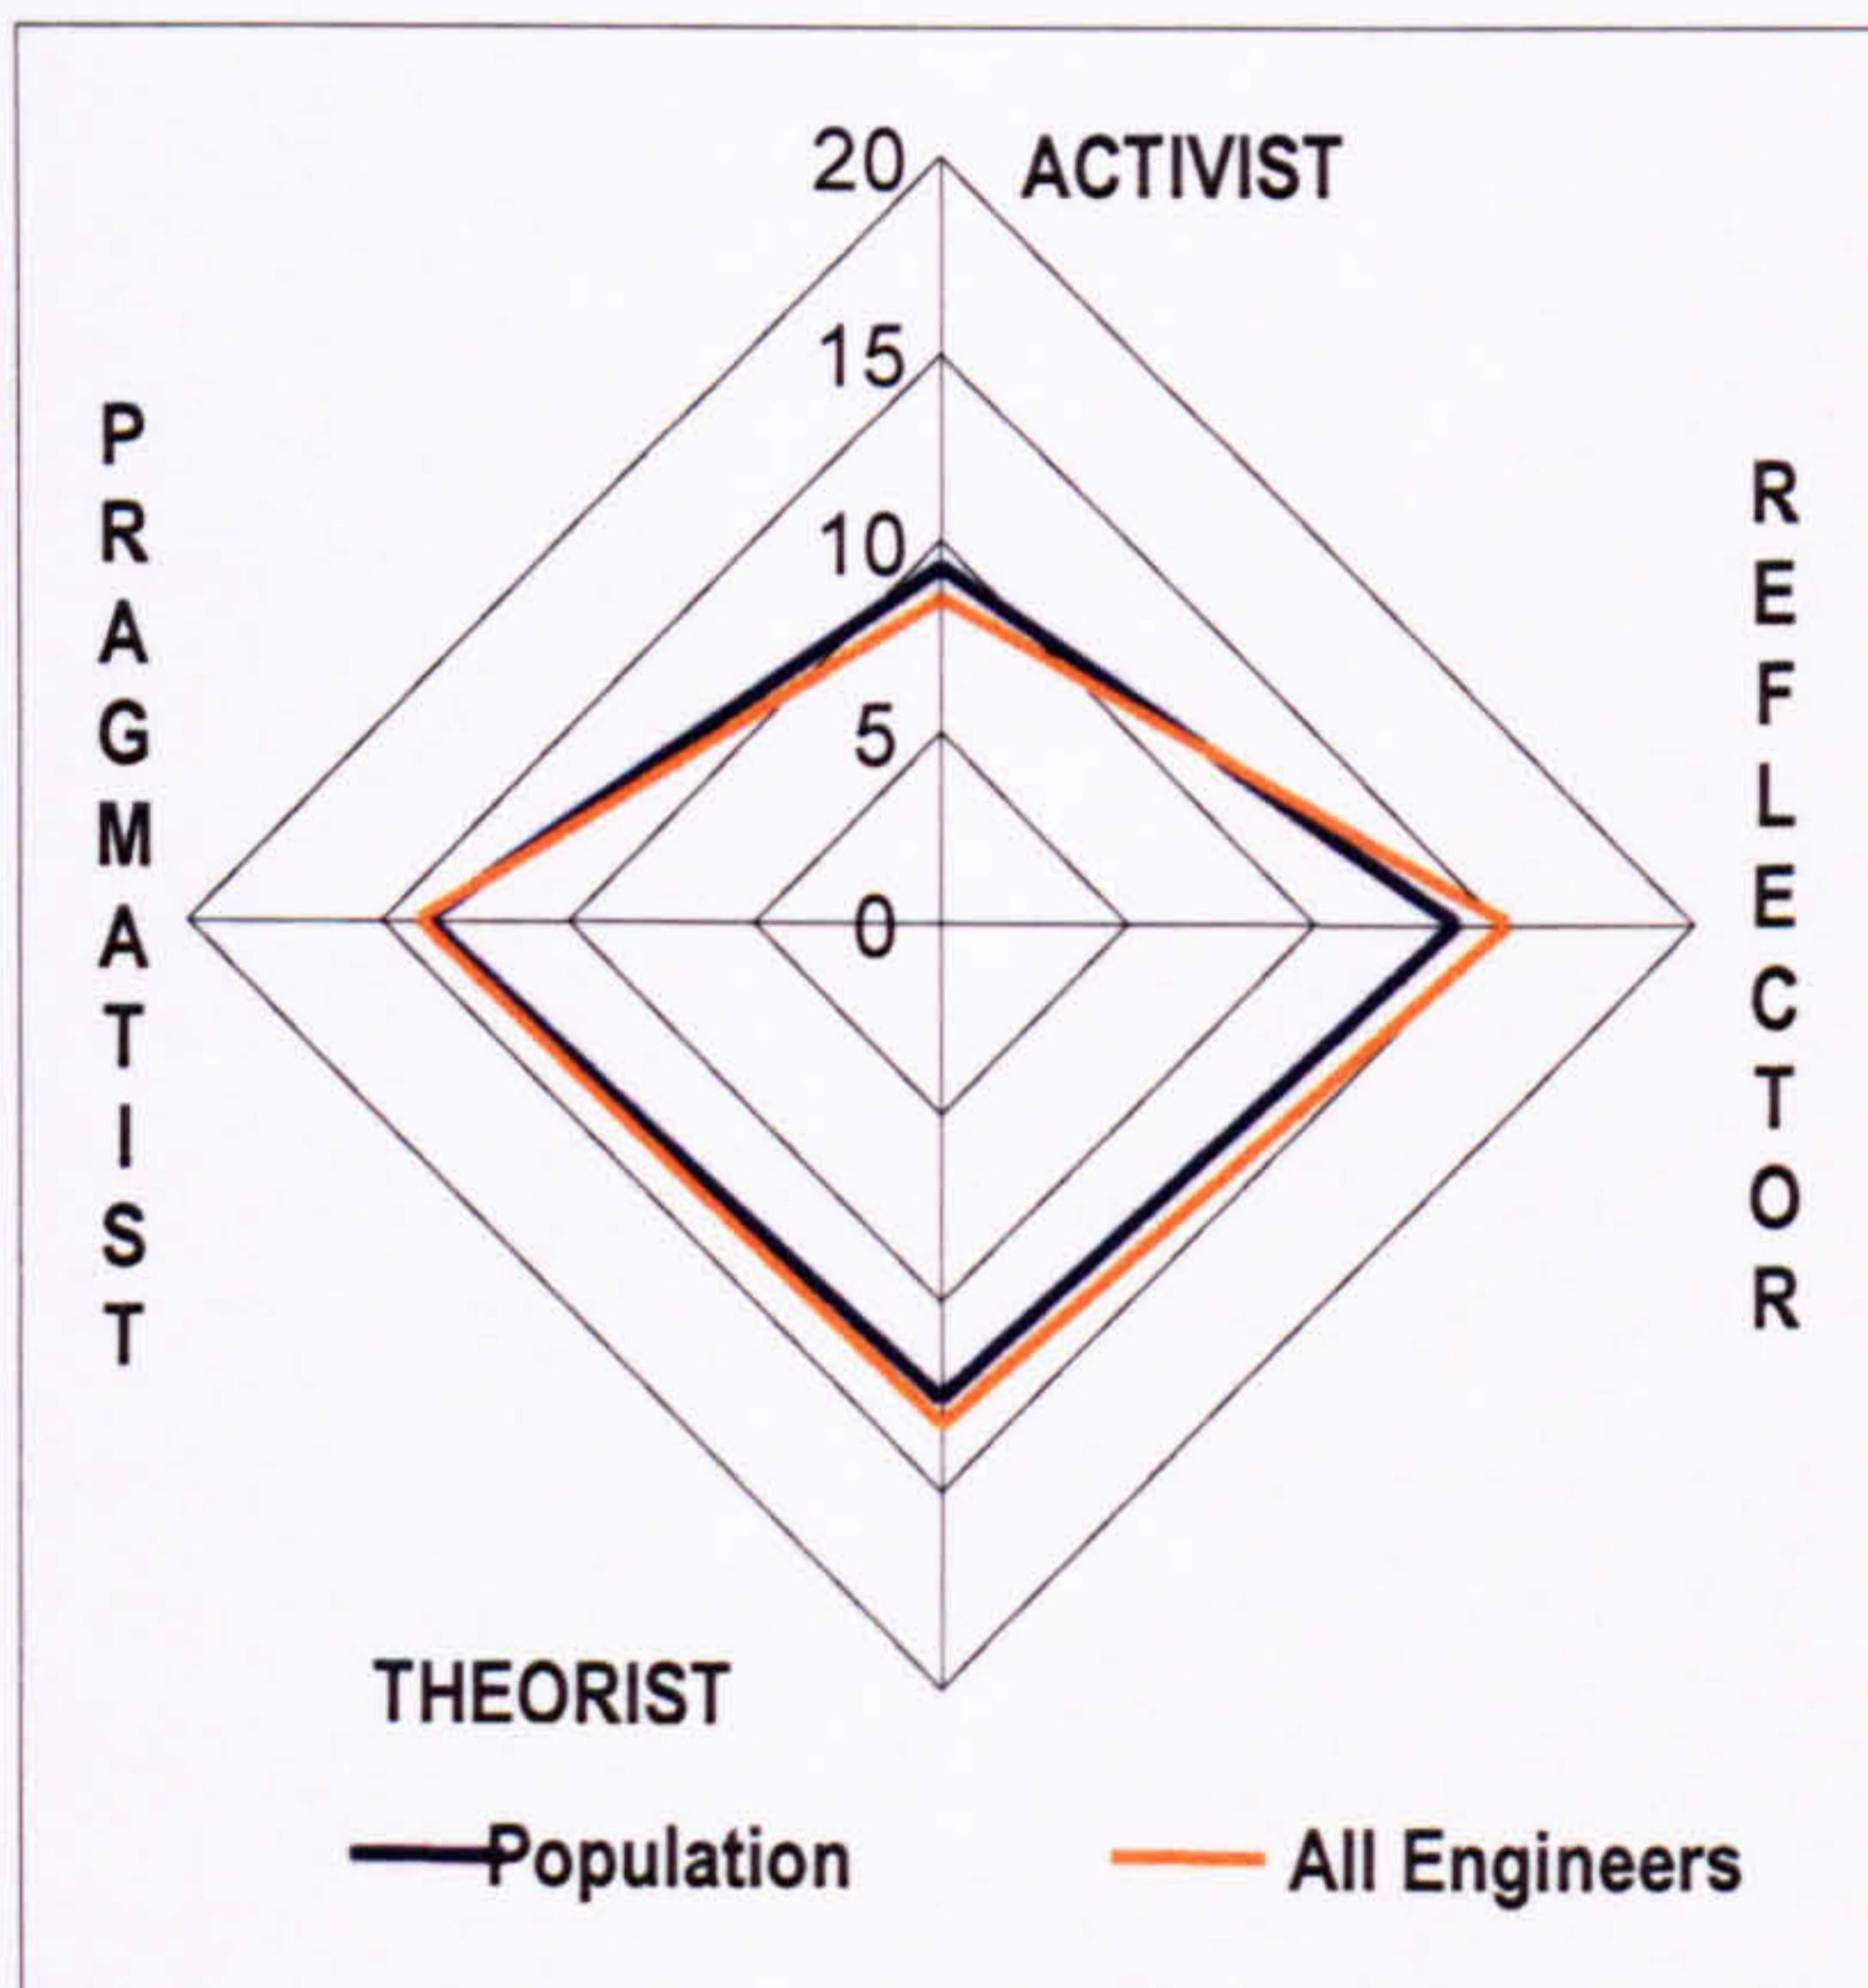 20 ACTIVIST
15
10
5
0
PRAGMATIST
REFLECTOR
THEORIST
Population
All Engineers